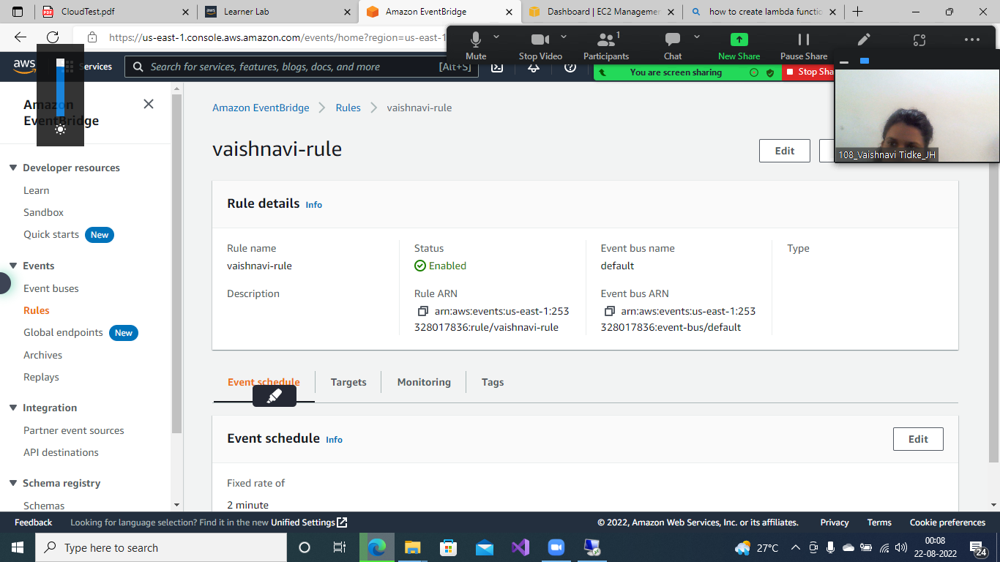 CloudTest.pdf
Learner Lab
Amazon EventBridge
Dashboard | EC2 Managemen
how to create lambda functio
https://us-east-1.console.aws.amazon.com/events/home?region=us-east-1
Mute
Stop Video
Participants
1
Chat
New Share
Pause Share
You are screen sharing
Stop Sha
aws
Services
Search for services, features, blogs, docs, and more
[Alt+S]
108_Vaishnavi Tidke_JH
Amazon
EventBridge
Developer resources
Learn
Sandbox
Quick starts New
Events
Event buses
Rules
Global endpoints New
Archives
Replays
Integration
Partner event sources
API destinations
Schema registry
Schemas
Amazon EventBridge
Rules
vaishnavi-rule
vaishnavi-rule
Edit
Rule details Info
Rule name
vaishnavi-rule
Description
Status
Enabled
Rule ARN
arn:aws:events:us-east-1:253
328017836:rule/vaishnavi-rule
Event bus name
default
Event bus ARN
arn:aws:events:us-east-1:253
328017836:event-bus/default
Type
Event schedule
Targets
Monitoring
Tags
Event schedule Info
Edit
Fixed rate of
2 minute
Feedback
Looking for language selection? Find it in the new Unified Settings
© 2022, Amazon Web Services, Inc. or its affiliates.
Privacy
Terms
Cookie preferences
Type here to search
27°C
00:08
22-08-2022
24